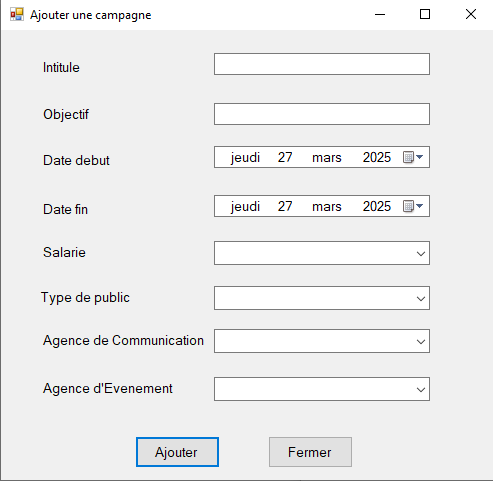 Ajouter une campagne
Intitule
Objectif
Date debut jeudi 27 mars 2025
Date fin jeudi 27 mars 2025
Salarie
Type de public
Agence de Communication
Agence d'Evenement
Ajouter Fermer